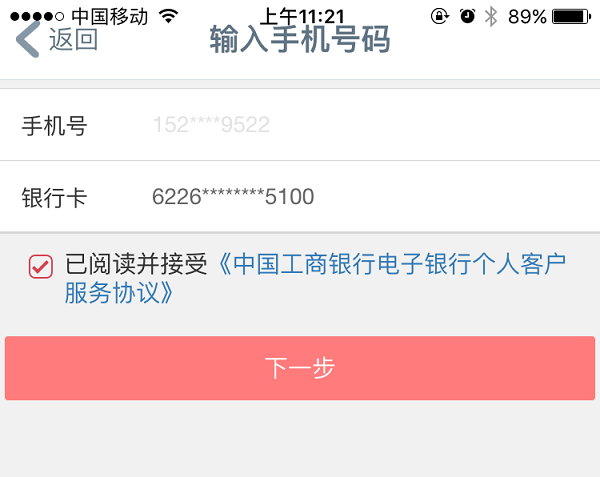 中国移动 上午11:21 89%
返回 输入手机号码
手机号 152****9522
银行卡 6226********5100
已阅读并接受《中国工商银行电子银行个人客户
服务协议》
下一步